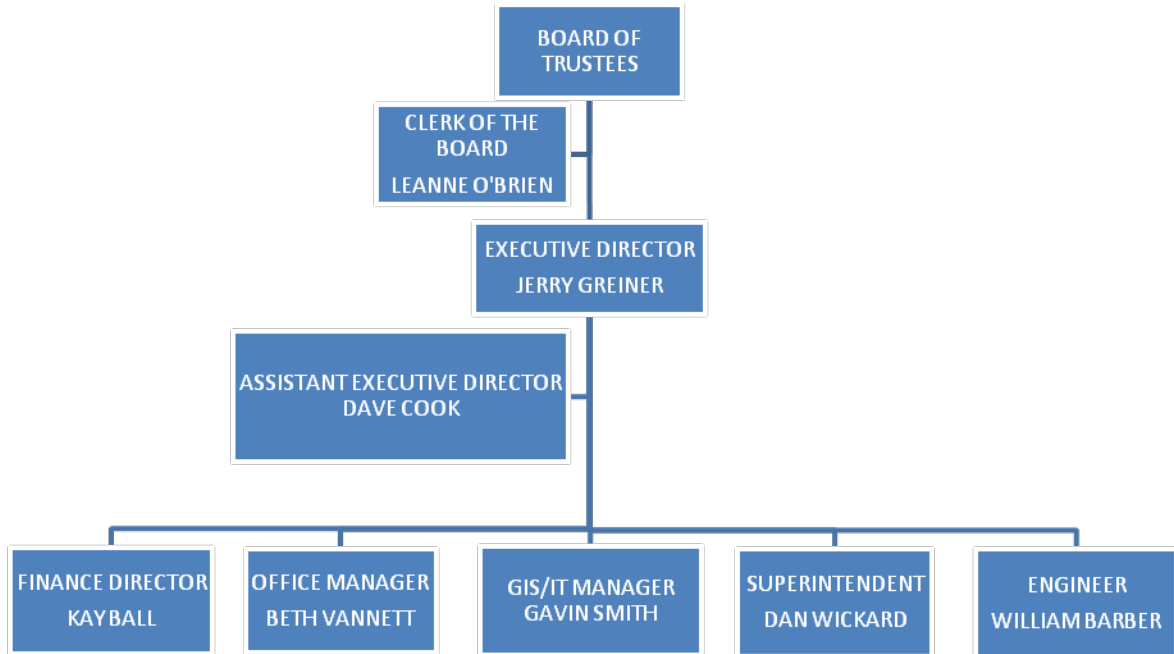 BOARD OF
TRUSTEES
CLERK OF THE
BOARD
LEANNE O'BRIEN
EXECUTIVE DIRECTOR
JERRY GREINER
ASSISTANT EXECUTIVE DIRECTOR
DAVE COOK
FINANCE DIRECTOR
KAY BALL
OFFICE MANAGER
BETH VANNETT
GIS/IT MANAGER
GAVIN SMITH
SUPERINTENDENT
DAN WICKARD
ENGINEER
WILLIAM BARBER